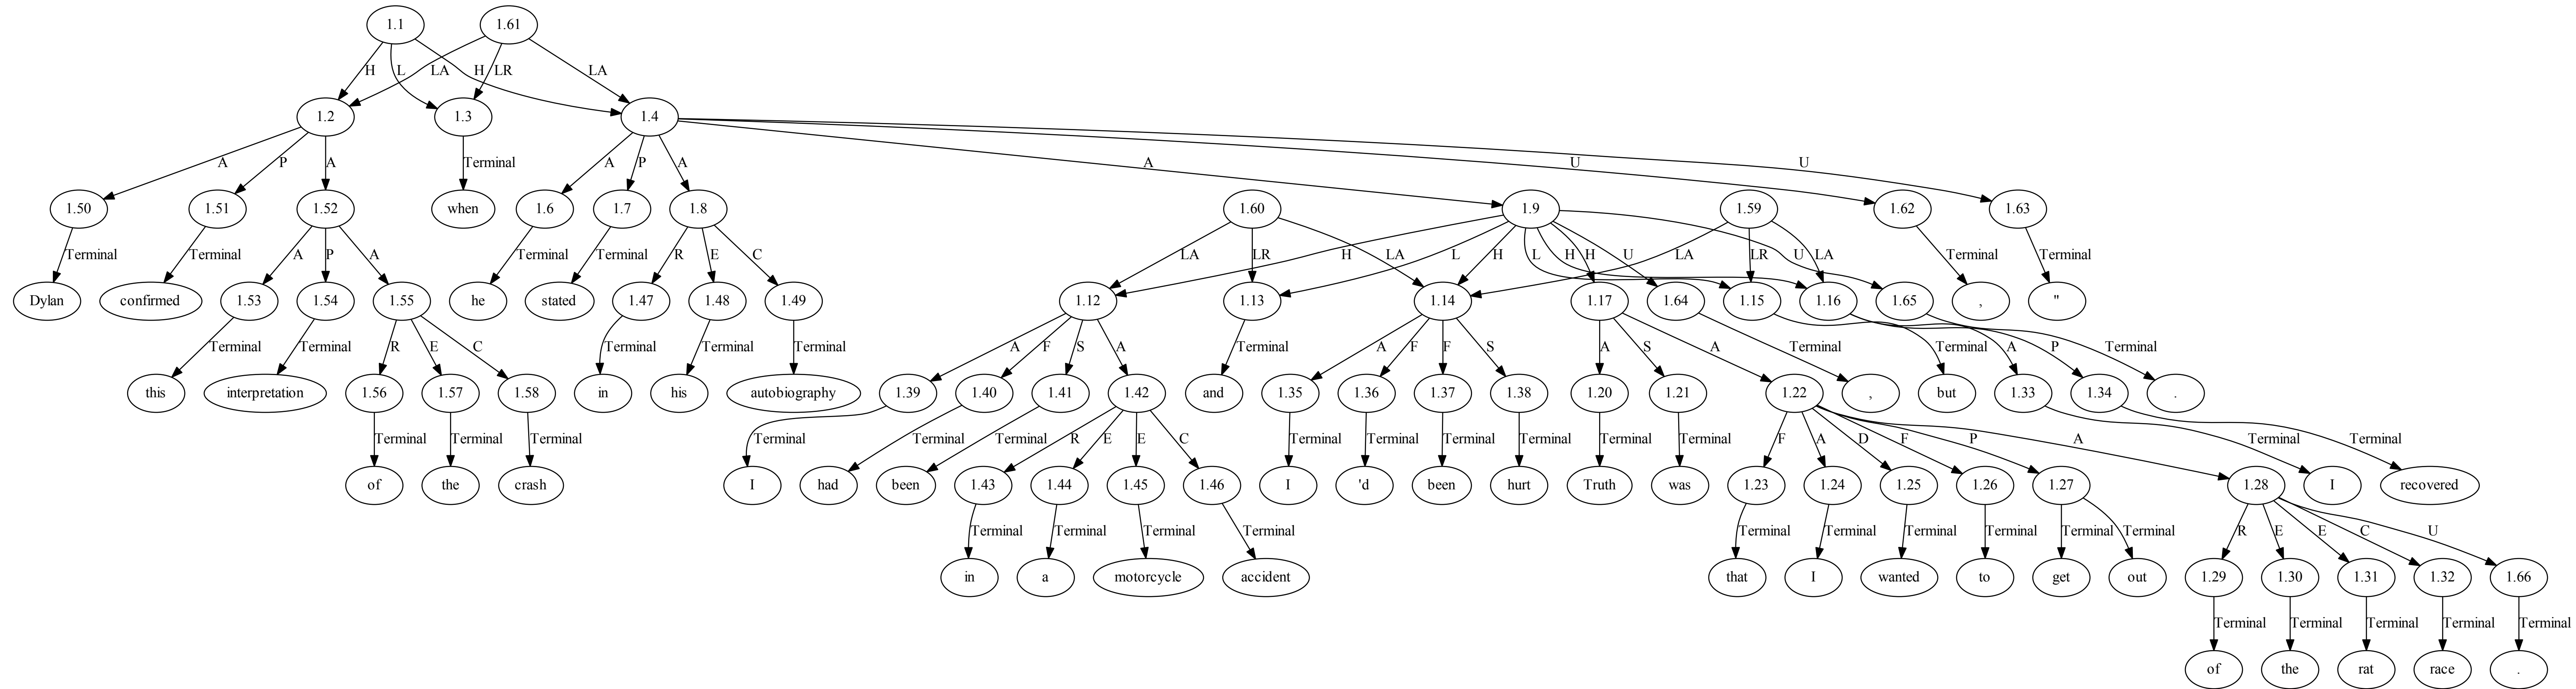 1.1 1.61
H L H LA LR LA
1.2 1.3 1.4
A P A Terminal A P A A U U
1.50 1.51 1.52 when 1.6 1.7 1.8 1.60 1.9 1.59 1.62 1.63
Terminal Terminal A P A Terminal Terminal R E C LA LR LA H L H L H H U U LA LR LA Terminal Terminal
Dylan confirmed 1.53 1.54 1.55 he stated 1.47 1.48 1.49 1.12 1.13 1.14 1.17 1.64 1.15 1.16 1.65 , "
Terminal Terminal R E C Terminal Terminal Terminal A F S A Terminal A F F S A S A Terminal Terminal A P Terminal
this interpretation 1.56 1.57 1.58 in his autobiography 1.39 1.40 1.41 1.42 and 1.35 1.36 1.37 1.38 1.20 1.21 1.22 , but 1.33 1.34 .
Terminal Terminal Terminal Terminal Terminal Terminal R E E C Terminal Terminal Terminal Terminal Terminal Terminal F A D F P A Terminal Terminal
of the crash I had been 1.43 1.44 1.45 1.46 I 'd been hurt Truth was 1.23 1.24 1.25 1.26 1.27 1.28 I recovered
Terminal Terminal Terminal Terminal Terminal Terminal Terminal Terminal Terminal Terminal R E E C U
in a motorcycle accident that I wanted to get out 1.29 1.30 1.31 1.32 1.66
Terminal Terminal Terminal Terminal Terminal
of the rat race .